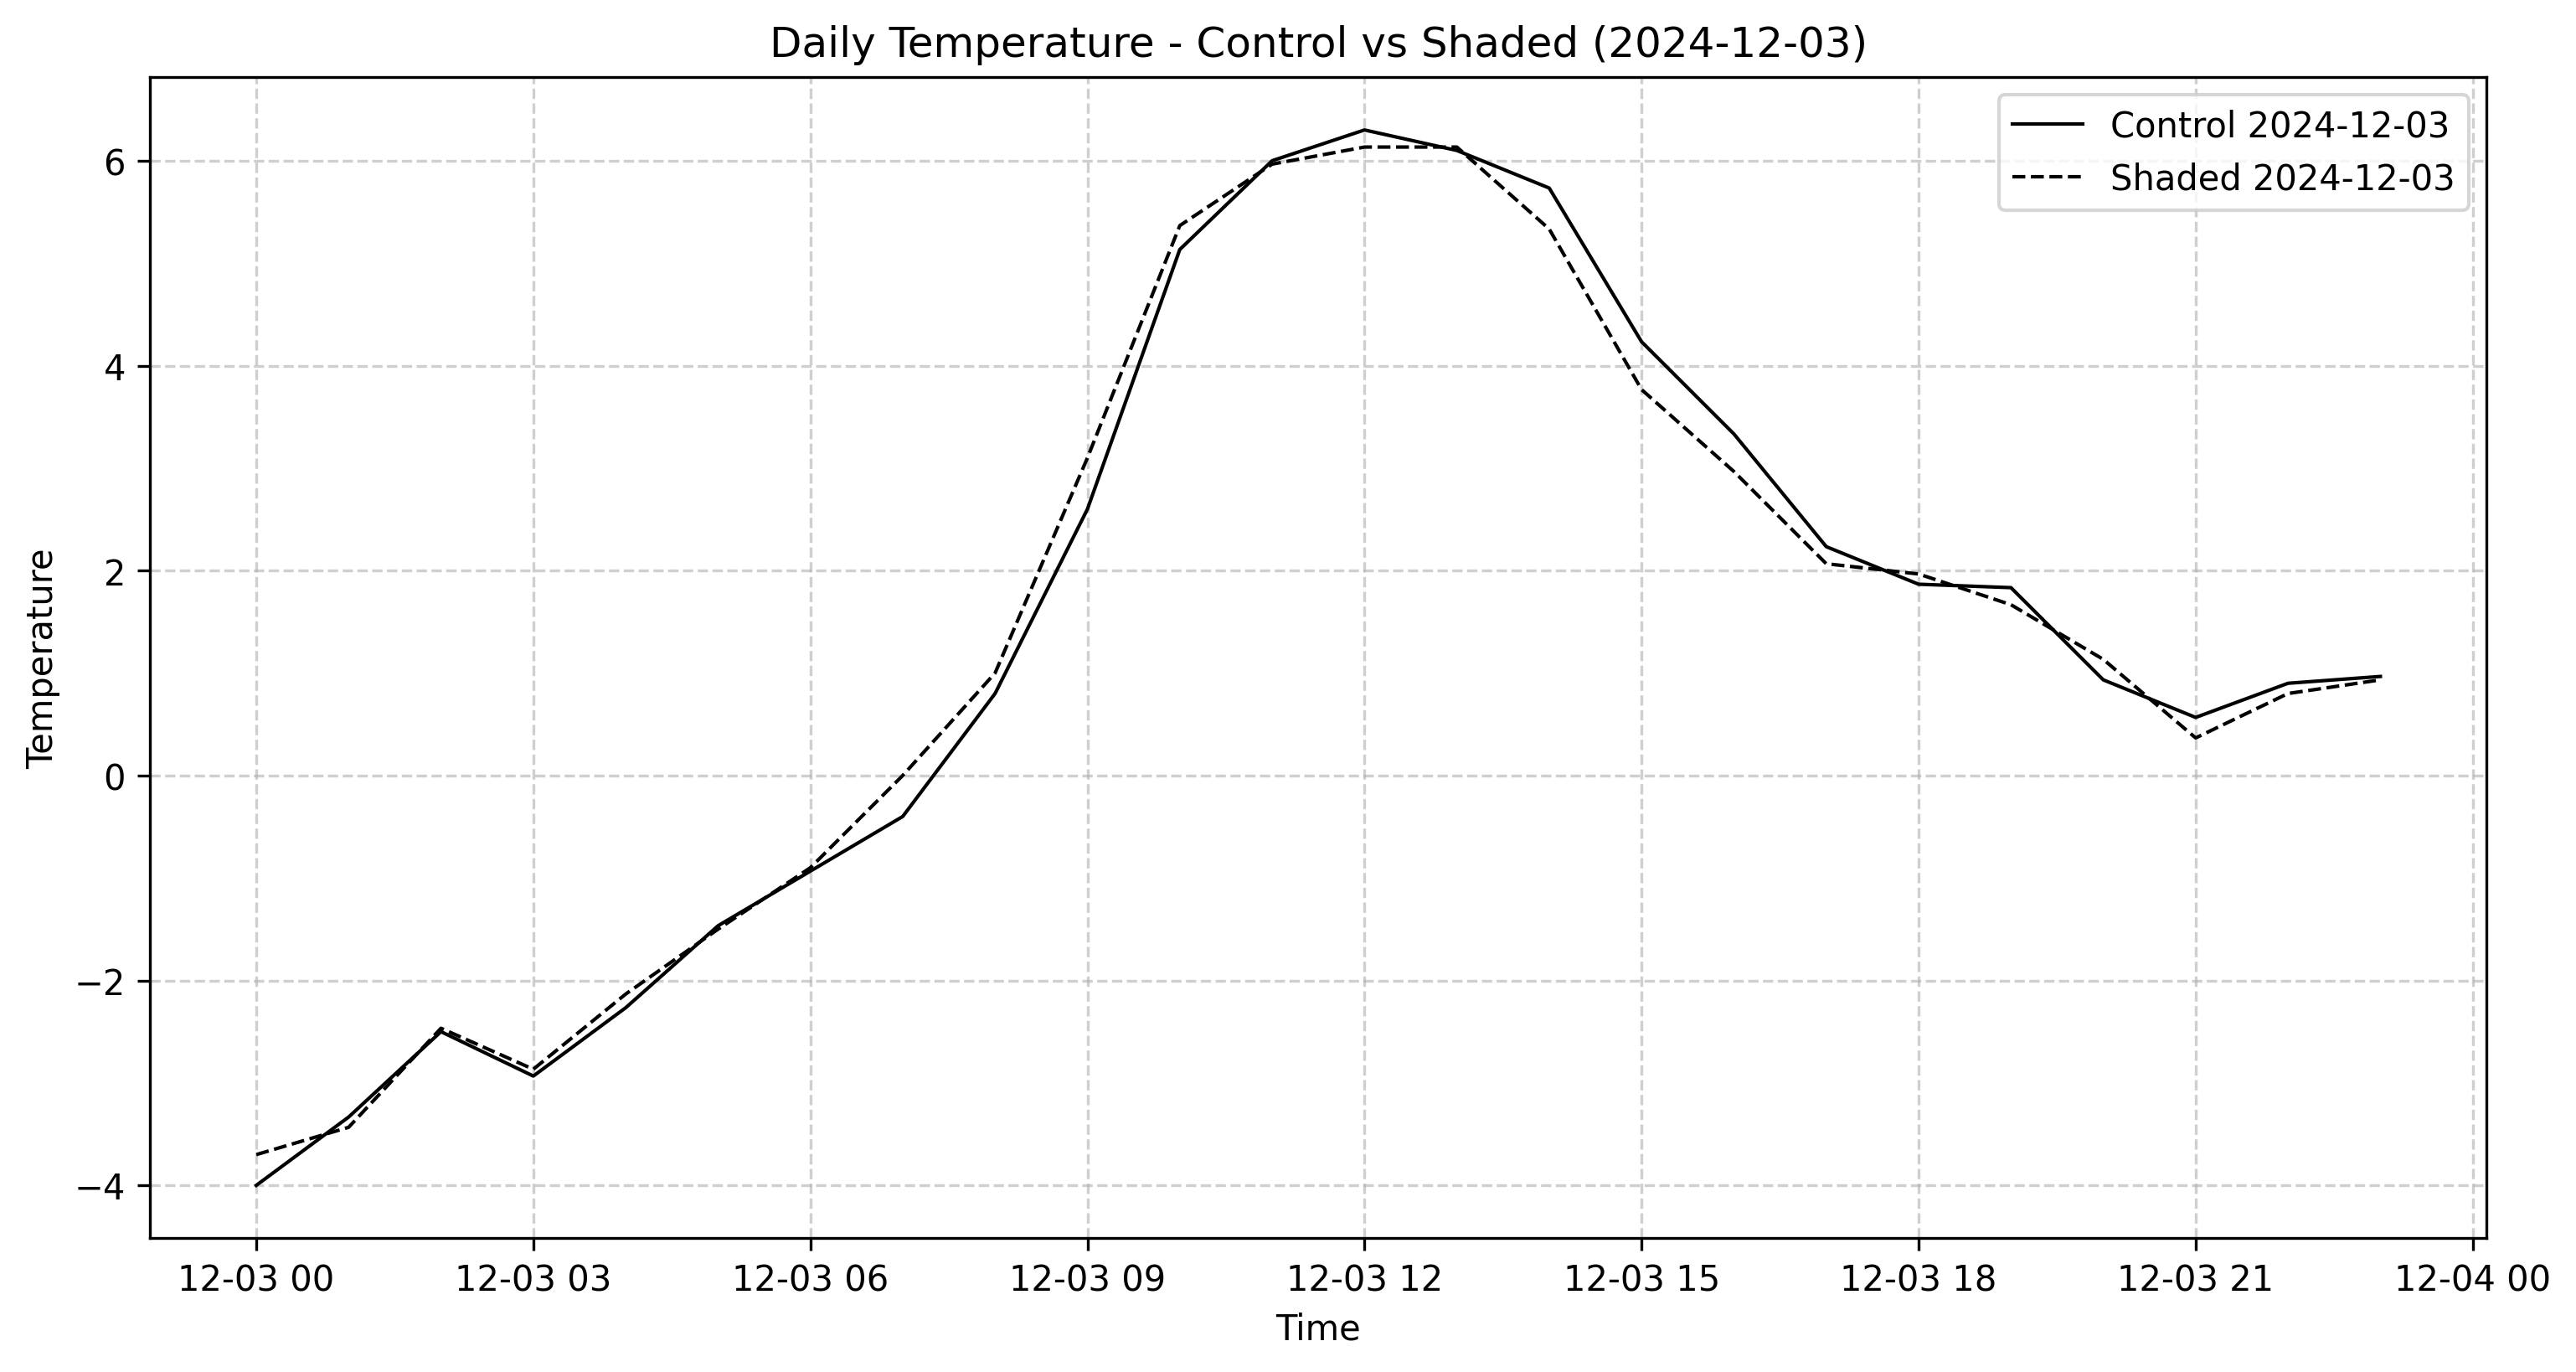 Daily Temperature - Control vs Shaded (2024-12-03)
Control 2024-12-03
Shaded 2024-12-03
Temperature
6
4
2
0
−2
−4
12-03 00 12-03 03 12-03 06 12-03 09 12-03 12 12-03 15 12-03 18 12-03 21 12-04 00
Time